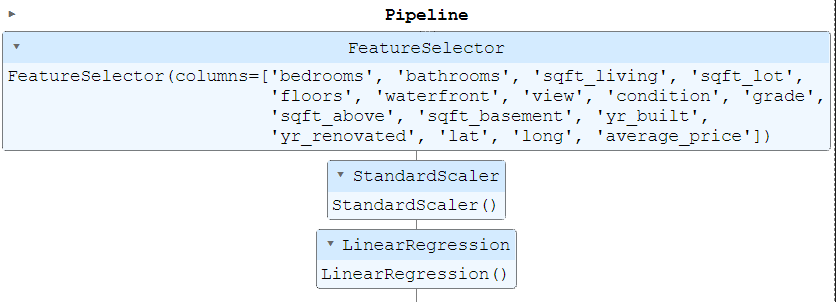 Pipeline
FeatureSelector
FeatureSelector(columns=['bedrooms', 'bathrooms', 'sqft_living', 'sqft_lot',
'floors', 'waterfront', 'view', 'condition', 'grade',
'sqft_above', 'sqft_basement', 'yr_built',
'yr_renovated', 'lat', 'long', 'average_price'])
StandardScaler
StandardScaler()
LinearRegression
LinearRegression()